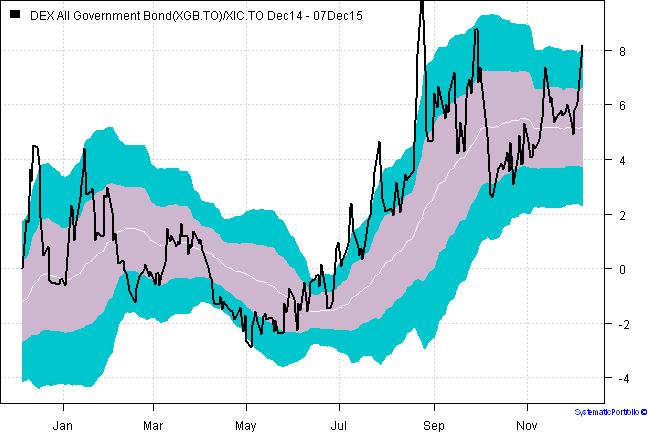 DEX All Government Bond(XGB.TO)/XIC.TO Dec14 - 07Dec15
8
6
4
2
0
-2
-4
Jan Mar May Jul Sep Nov
SystematicPortfolio ©